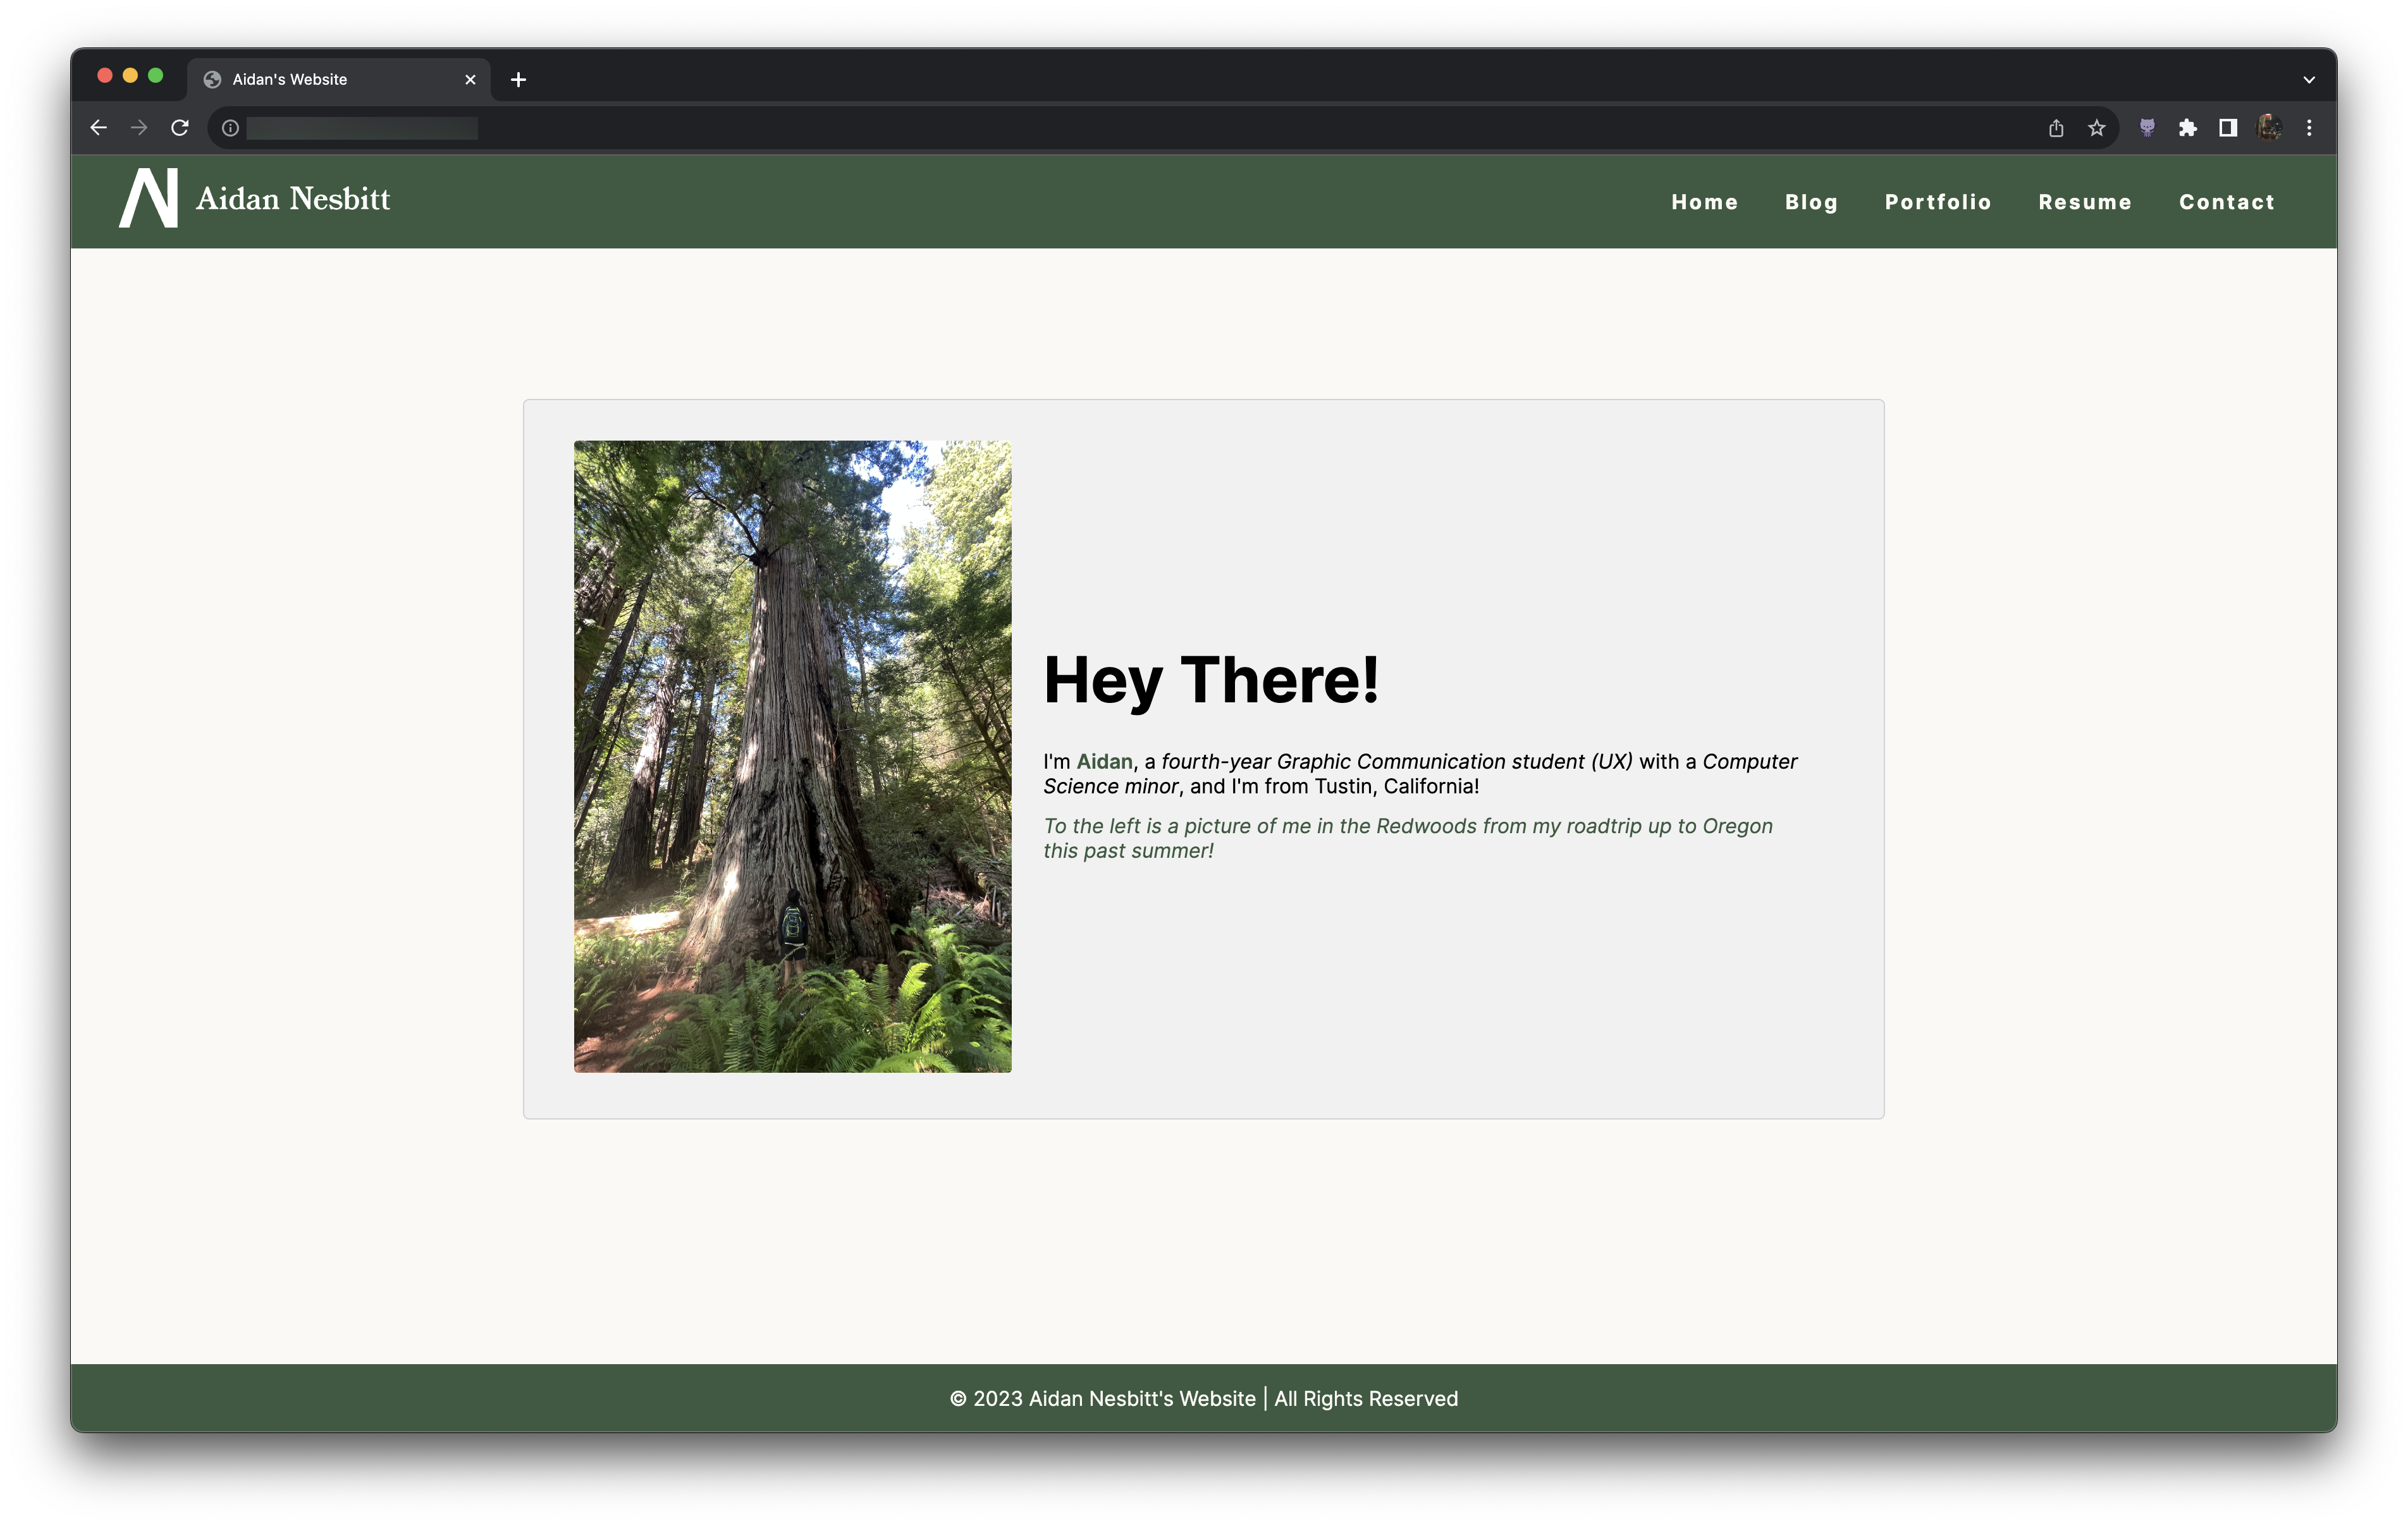 Aidan's Website
Aidan Nesbitt
Home Blog Portfolio Resume Contact
Hey There!
I'm Aidan, a fourth-year Graphic Communication student (UX) with a Computer
Science minor, and I'm from Tustin, California!
To the left is a picture of me in the Redwoods from my roadtrip up to Oregon
this past summer!
© 2023 Aidan Nesbitt's Website | All Rights Reserved